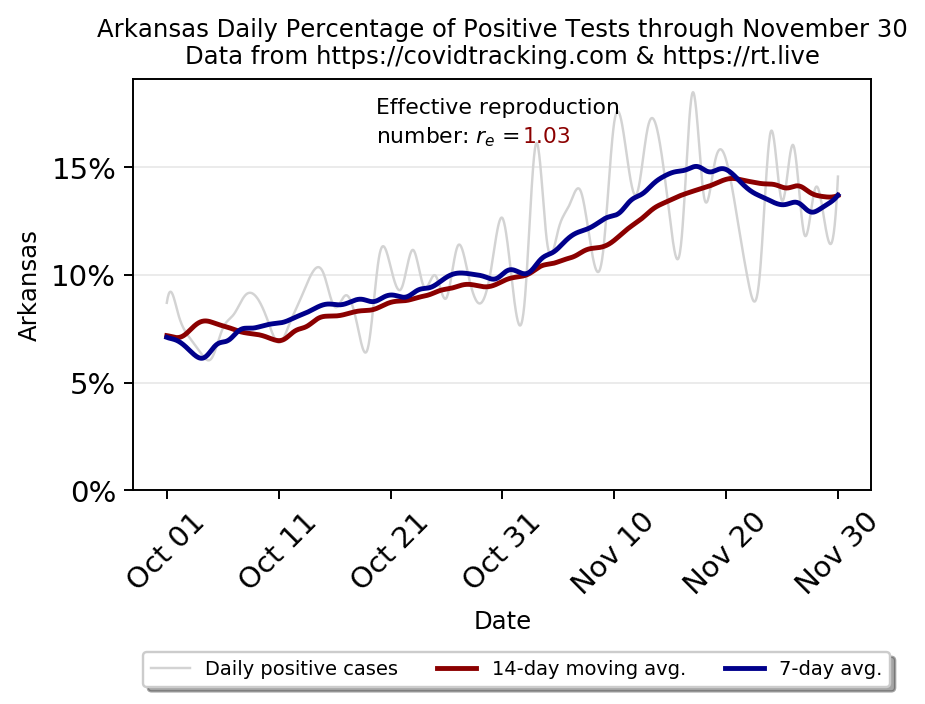 Arkansas Daily Percentage of Positive Tests through November 30
Data from https://covidtracking.com & https://rt.live
Effective reproduction
number: rₑ =1.03
15%
10%
5%
0%
Arkansas
Oct 01
Oct 11
Oct 21
Oct 31
Nov 10
Nov 20
Nov 30
Date
Daily positive cases
14-day moving avg.
7-day avg.